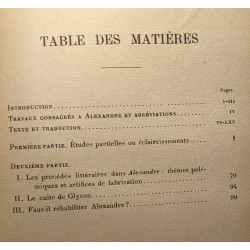 TABLE DES MATIÈRES
Pages.
INTRODUCTION I-III
TRAVAUX CONSACRÉS A ALEXANDRE ET ABRÉVIATIONS IV
TEXTE ET TRADUCTION VI-LXV
PREMIÈRE PARTIE. Études partielles ou éclaircissements 1
DEUXIÈME PARTIE.
I. Les procédés littéraires dans Alexandre : thèmes polé-
miques et artifices de fabrication 79
II. Le culte de Glycon 94
III. Faut-il réhabiliter Alexandre ? 99